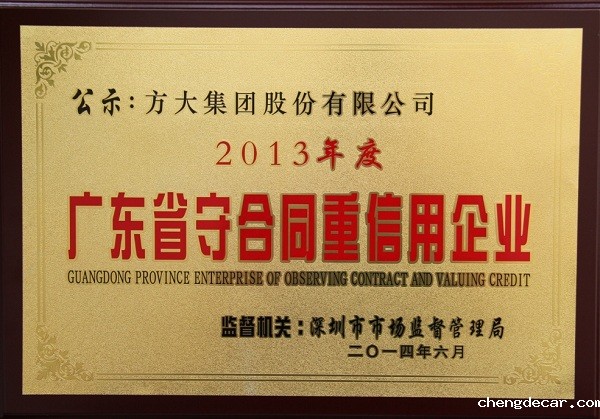 公示:方大集团股份有限公司
2013年度
广东省守合同重信用企业
GUANGDONG PROVINCE ENTERPRISE OF OBSERVING CONTRACT AND VALUING CREDIT
监督机关:深圳市市场监督管理局
二〇一四年六月
chengdecar.com